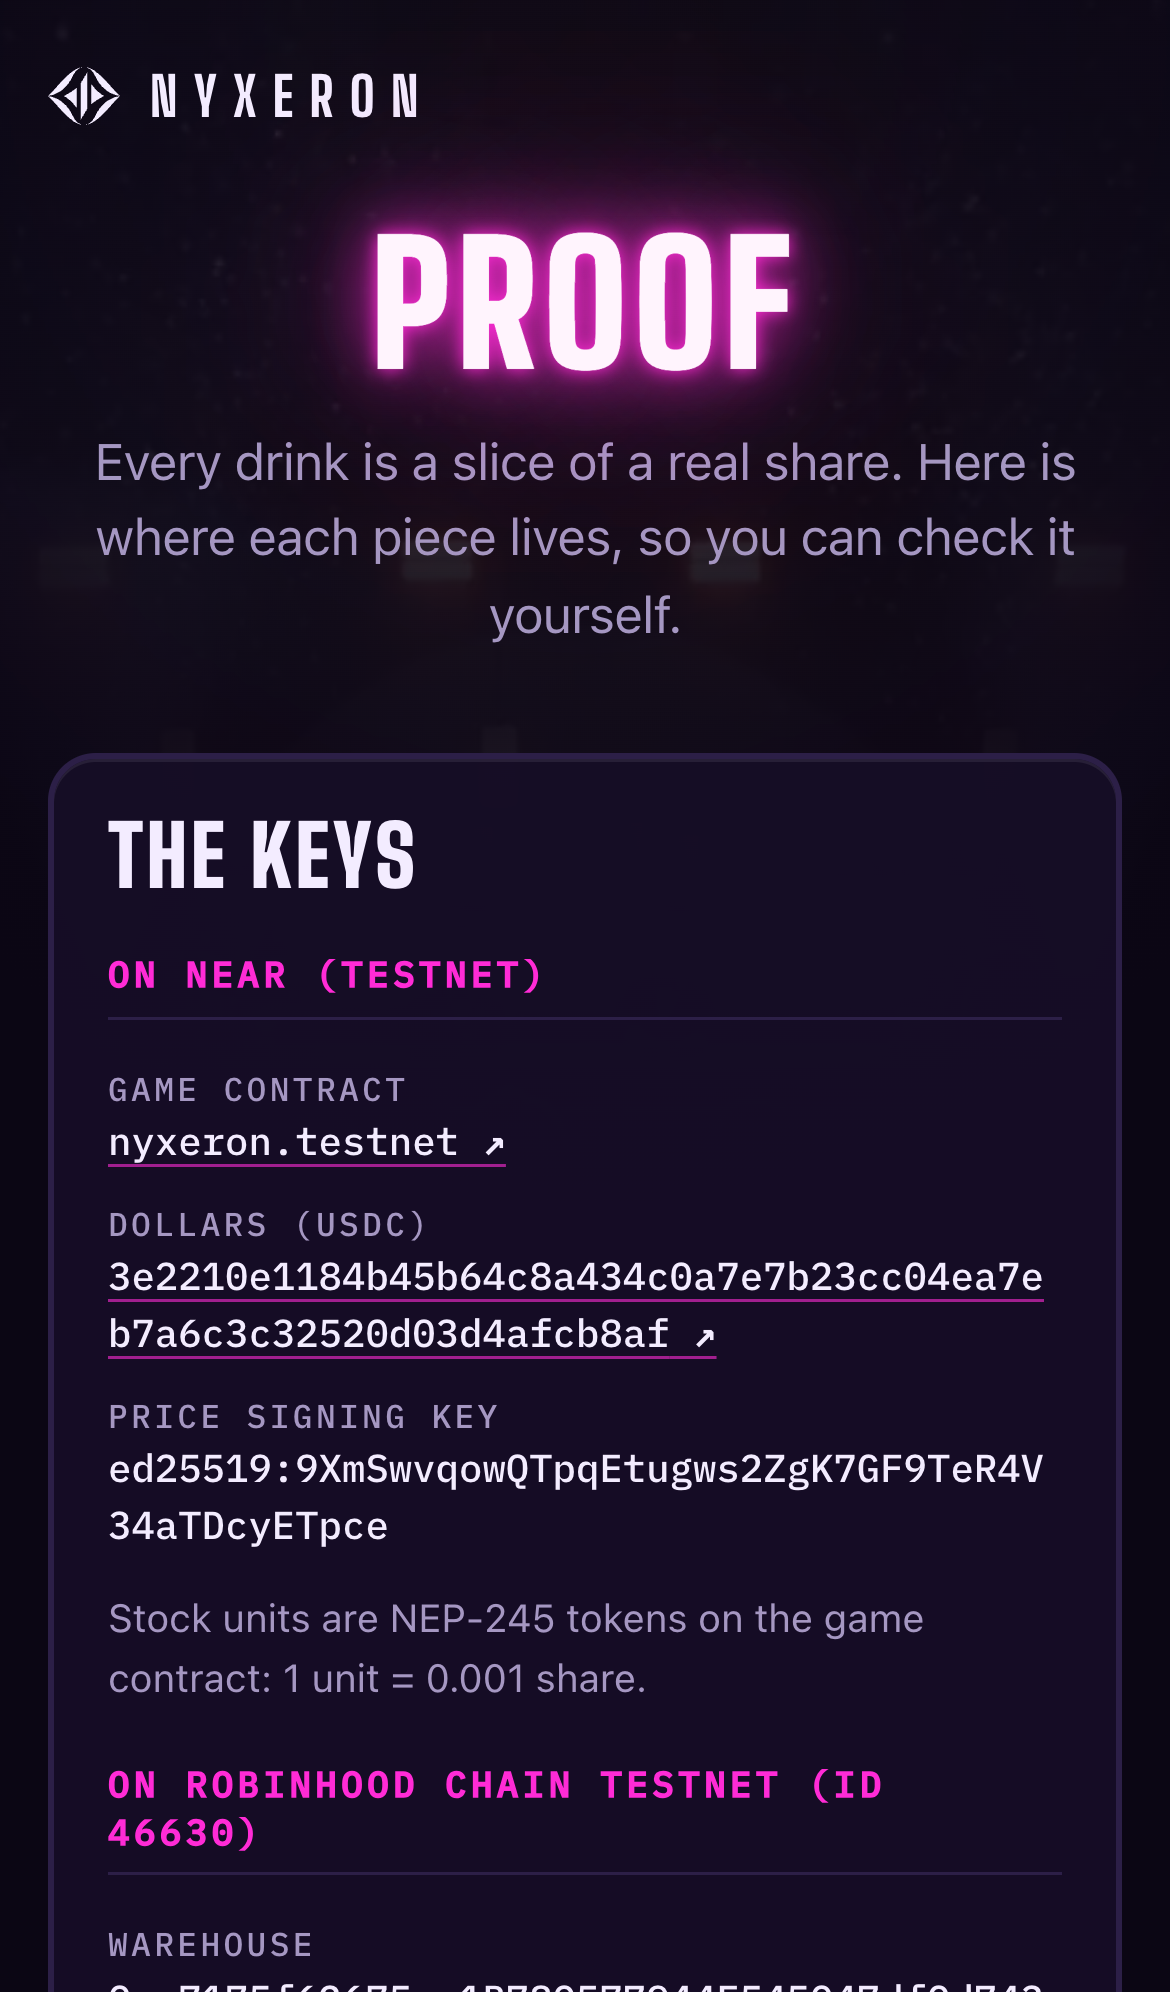 NYXERON
PROOF
Every drink is a slice of a real share. Here is
where each piece lives, so you can check it
yourself.
THE KEYS
ON NEAR (TESTNET)
GAME CONTRACT
nyxeron.testnet ↗
DOLLARS (USDC)
3e2210e1184b45b64c8a434c0a7e7b23cc04ea7e
b7a6c3c32520d03d4afcb8af ↗
PRICE SIGNING KEY
ed25519:9XmSwvqowQTpqEtugws2ZgK7GF9TeR4V
34aTDcyETpce
Stock units are NEP-245 tokens on the game
contract: 1 unit = 0.001 share.
ON ROBINHOOD CHAIN TESTNET (ID
46630)
WAREHOUSE